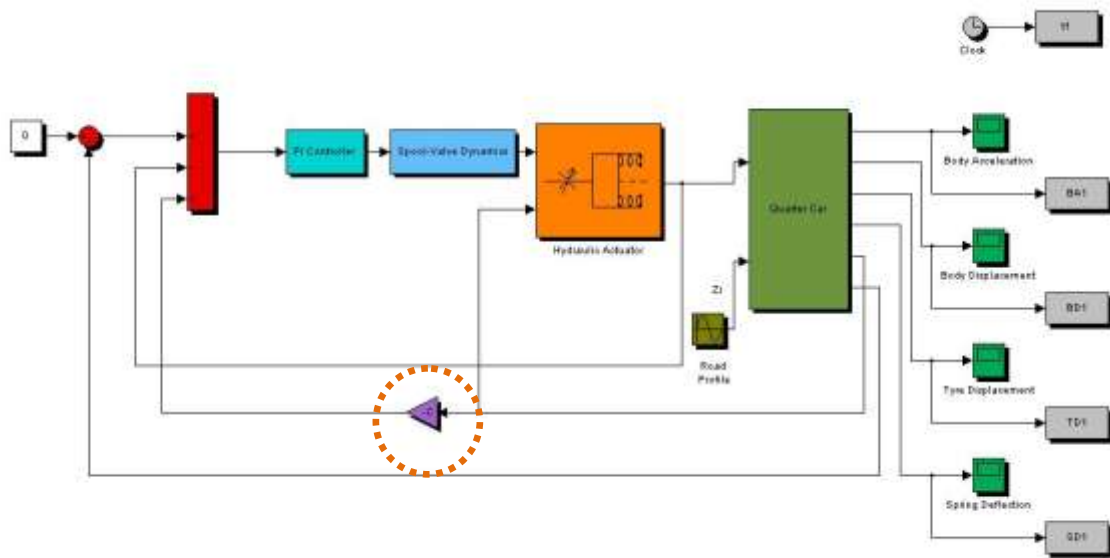 tt
Clock
0
PI Controller
Spool-Valve Dynamics
Hydraulic Actuator
Quarter Car
Zr
Road
Profile
-C-
Body Acceleration
BA1
Body Displacement
BD1
Tyre Displacement
TD1
Spring Deflection
SD1